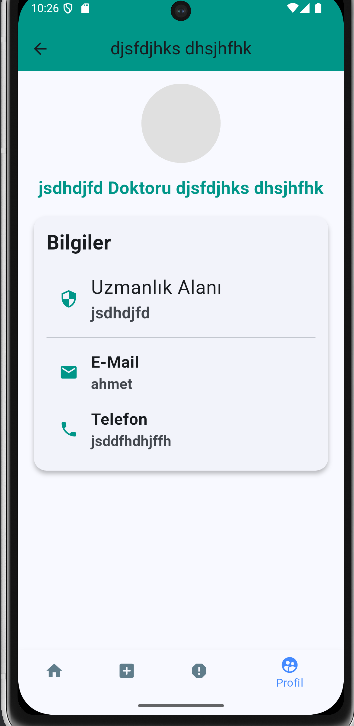 10:26
djsfdjhks dhsjhfhk
jsdhdjfd Doktoru djsfdjhks dhsjhfhk
Bilgiler
Uzmanlık Alanı
jsdhdjfd
E-Mail
ahmet
Telefon
jsddfhdhjffh
Profil